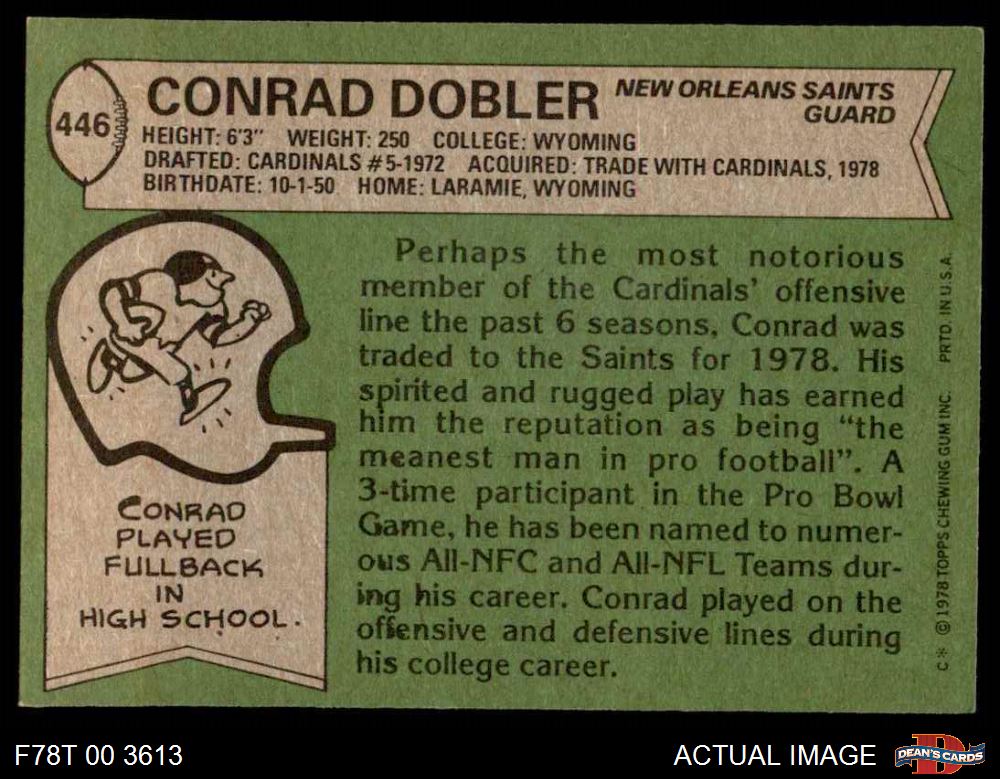 446
CONRAD DOBLER
NEW ORLEANS SAINTS
GUARD
HEIGHT: 6'3" WEIGHT: 250 COLLEGE: WYOMING
DRAFTED: CARDINALS #5-1972 ACQUIRED: TRADE WITH CARDINALS, 1978
BIRTHDATE: 10-1-50 HOME: LARAMIE, WYOMING
Perhaps the most notorious
member of the Cardinals' offensive
line the past 6 seasons, Conrad was
traded to the Saints for 1978. His
spirited and rugged play has earned
him the reputation as being "the
meanest man in pro football". A
3-time participant in the Pro Bowl
Game, he has been named to numer-
ous All-NFC and All-NFL Teams dur-
ing his career. Conrad played on the
offensive and defensive lines during
his college career.
CONRAD
PLAYED
FULLBACK
IN
HIGH SCHOOL.
C* © 1978 TOPPS CHEWING GUM INC. PRTD. IN U.S.A.
F78T 00 3613
ACTUAL IMAGE
D
DEAN'S CARDS